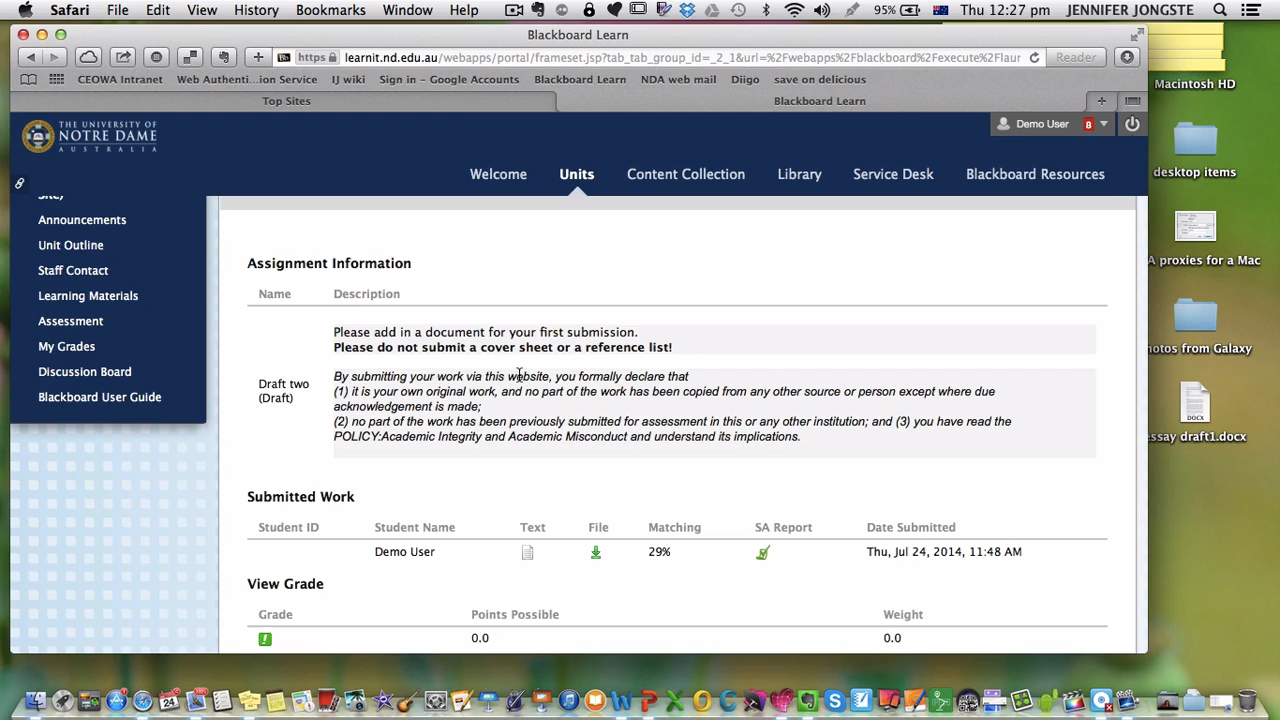 Safari File Edit View History Bookmarks Window Help 95% Thu 12:27 pm JENNIFER JONGSTE
Blackboard Learn
https learnit.nd.edu.au/webapps/portal/frameset.jsp?tab_tab_group_id=_2_1&url=%2Fwebapps%2Fblackboard%2Fexecute%2Flaur Reader
CEOWA Intranet Web Authenti...ion Service IJ wiki Sign in – Google Accounts Blackboard Learn NDA web mail Diigo save on delicious
Top Sites Blackboard Learn
Macintosh HD
THE UNIVERSITY OF
NOTRE DAME
AUSTRALIA
Demo User 8
Welcome Units Content Collection Library Service Desk Blackboard Resources
desktop items
Site)
Announcements
Unit Outline
Staff Contact
Learning Materials
Assessment
My Grades
Discussion Board
Blackboard User Guide
Assignment Information
Name Description
Please add in a document for your first submission.
Please do not submit a cover sheet or a reference list!
Draft two
(Draft)
By submitting your work via this website, you formally declare that
(1) it is your own original work, and no part of the work has been copied from any other source or person except where due
acknowledgement is made;
(2) no part of the work has been previously submitted for assessment in this or any other institution; and (3) you have read the
POLICY:Academic Integrity and Academic Misconduct and understand its implications.
Submitted Work
Student ID Student Name Text File Matching SA Report Date Submitted
Demo User 29% Thu, Jul 24, 2014, 11:48 AM
View Grade
Grade Points Possible Weight
0.0 0.0
A proxies for a Mac
hotos from Galaxy
DOCX
essay draft1.docx